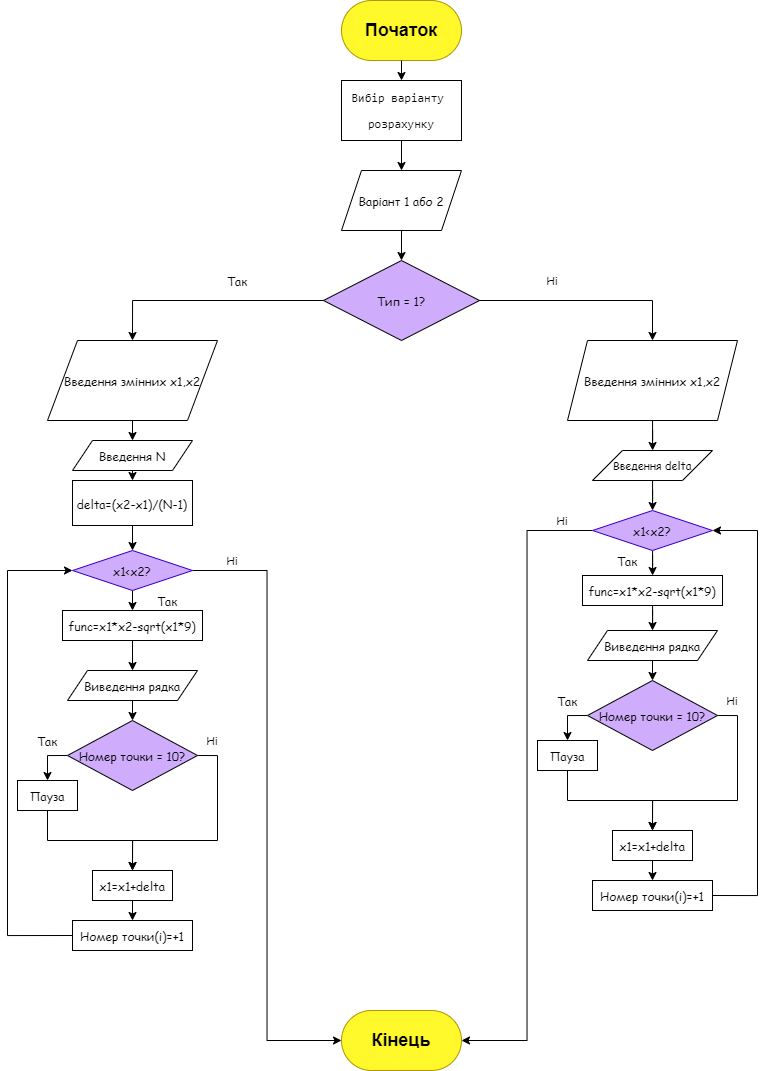 Початок
Вибір варіанту
розрахунку
Варіант 1 або 2
Тип = 1?
Так
Ні
Введення змінних x1,x2
Введення N
delta=(x2-x1)/(N-1)
x1<x2?
Ні
Так
func=x1*x2-sqrt(x1*9)
Виведення рядка
Номер точки = 10?
Так
Ні
Пауза
x1=x1+delta
Номер точки(i)=+1
Введення змінних x1,x2
Введення delta
x1<x2?
Ні
Так
func=x1*x2-sqrt(x1*9)
Виведення рядка
Номер точки = 10?
Так
Ні
Пауза
x1=x1+delta
Номер точки(i)=+1
Кінець